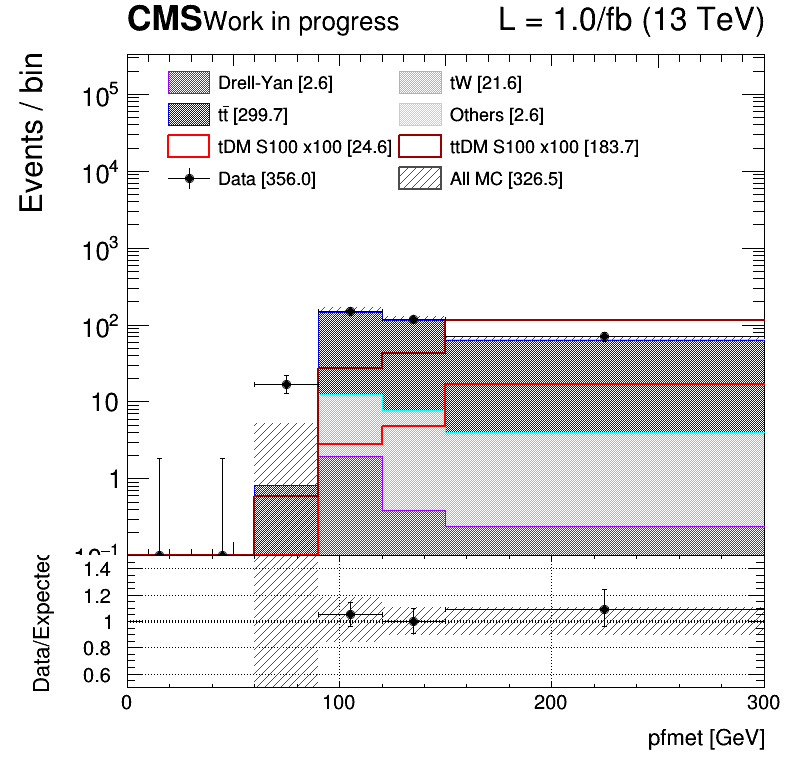 CMS Work in progress L = 1.0/fb (13 TeV)
Events / bin
Drell-Yan [2.6] tW [21.6]
tt̄ [299.7] Others [2.6]
tDM S100 x100 [24.6] ttDM S100 x100 [183.7]
Data [356.0] All MC [326.5]
10⁵
10⁴
10³
10²
10
1
10⁻¹
Data/Expected
1.4
1.2
1
0.8
0.6
0 100 200 300
pfmet [GeV]